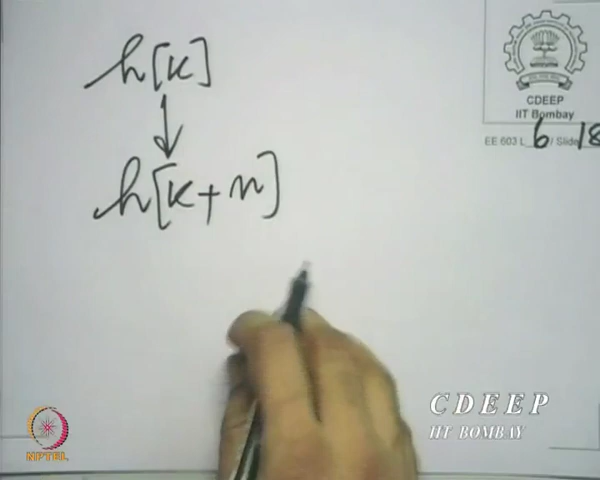 h[k]
h[k+n]
CDEEP
IIT Bombay
EE 603 L 6 / Slide 18
CDEEP
IIT BOMBAY
NPTEL